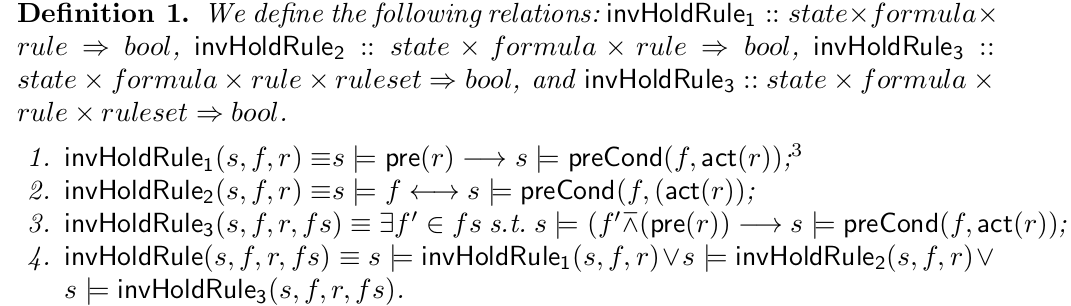 Definition 1. We define the following relations: invHoldRule₁ :: state×formula×
rule ⇒ bool, invHoldRule₂ :: state × formula × rule ⇒ bool, invHoldRule₃ ::
state × formula × rule × ruleset ⇒ bool, and invHoldRule₃ :: state × formula ×
rule × ruleset ⇒ bool.
1. invHoldRule₁(s, f, r) ≡s ⊨ pre(r) ⟶ s ⊨ preCond(f, act(r));³
2. invHoldRule₂(s, f, r) ≡s ⊨ f ⟷ s ⊨ preCond(f, (act(r));
3. invHoldRule₃(s, f, r, fs) ≡ ∃f′ ∈ fs s.t. s ⊨ (f′⊼(pre(r)) ⟶ s ⊨ preCond(f, act(r));
4. invHoldRule(s, f, r, fs) ≡ s ⊨ invHoldRule₁(s, f, r)∨s ⊨ invHoldRule₂(s, f, r)∨
s ⊨ invHoldRule₃(s, f, r, fs).